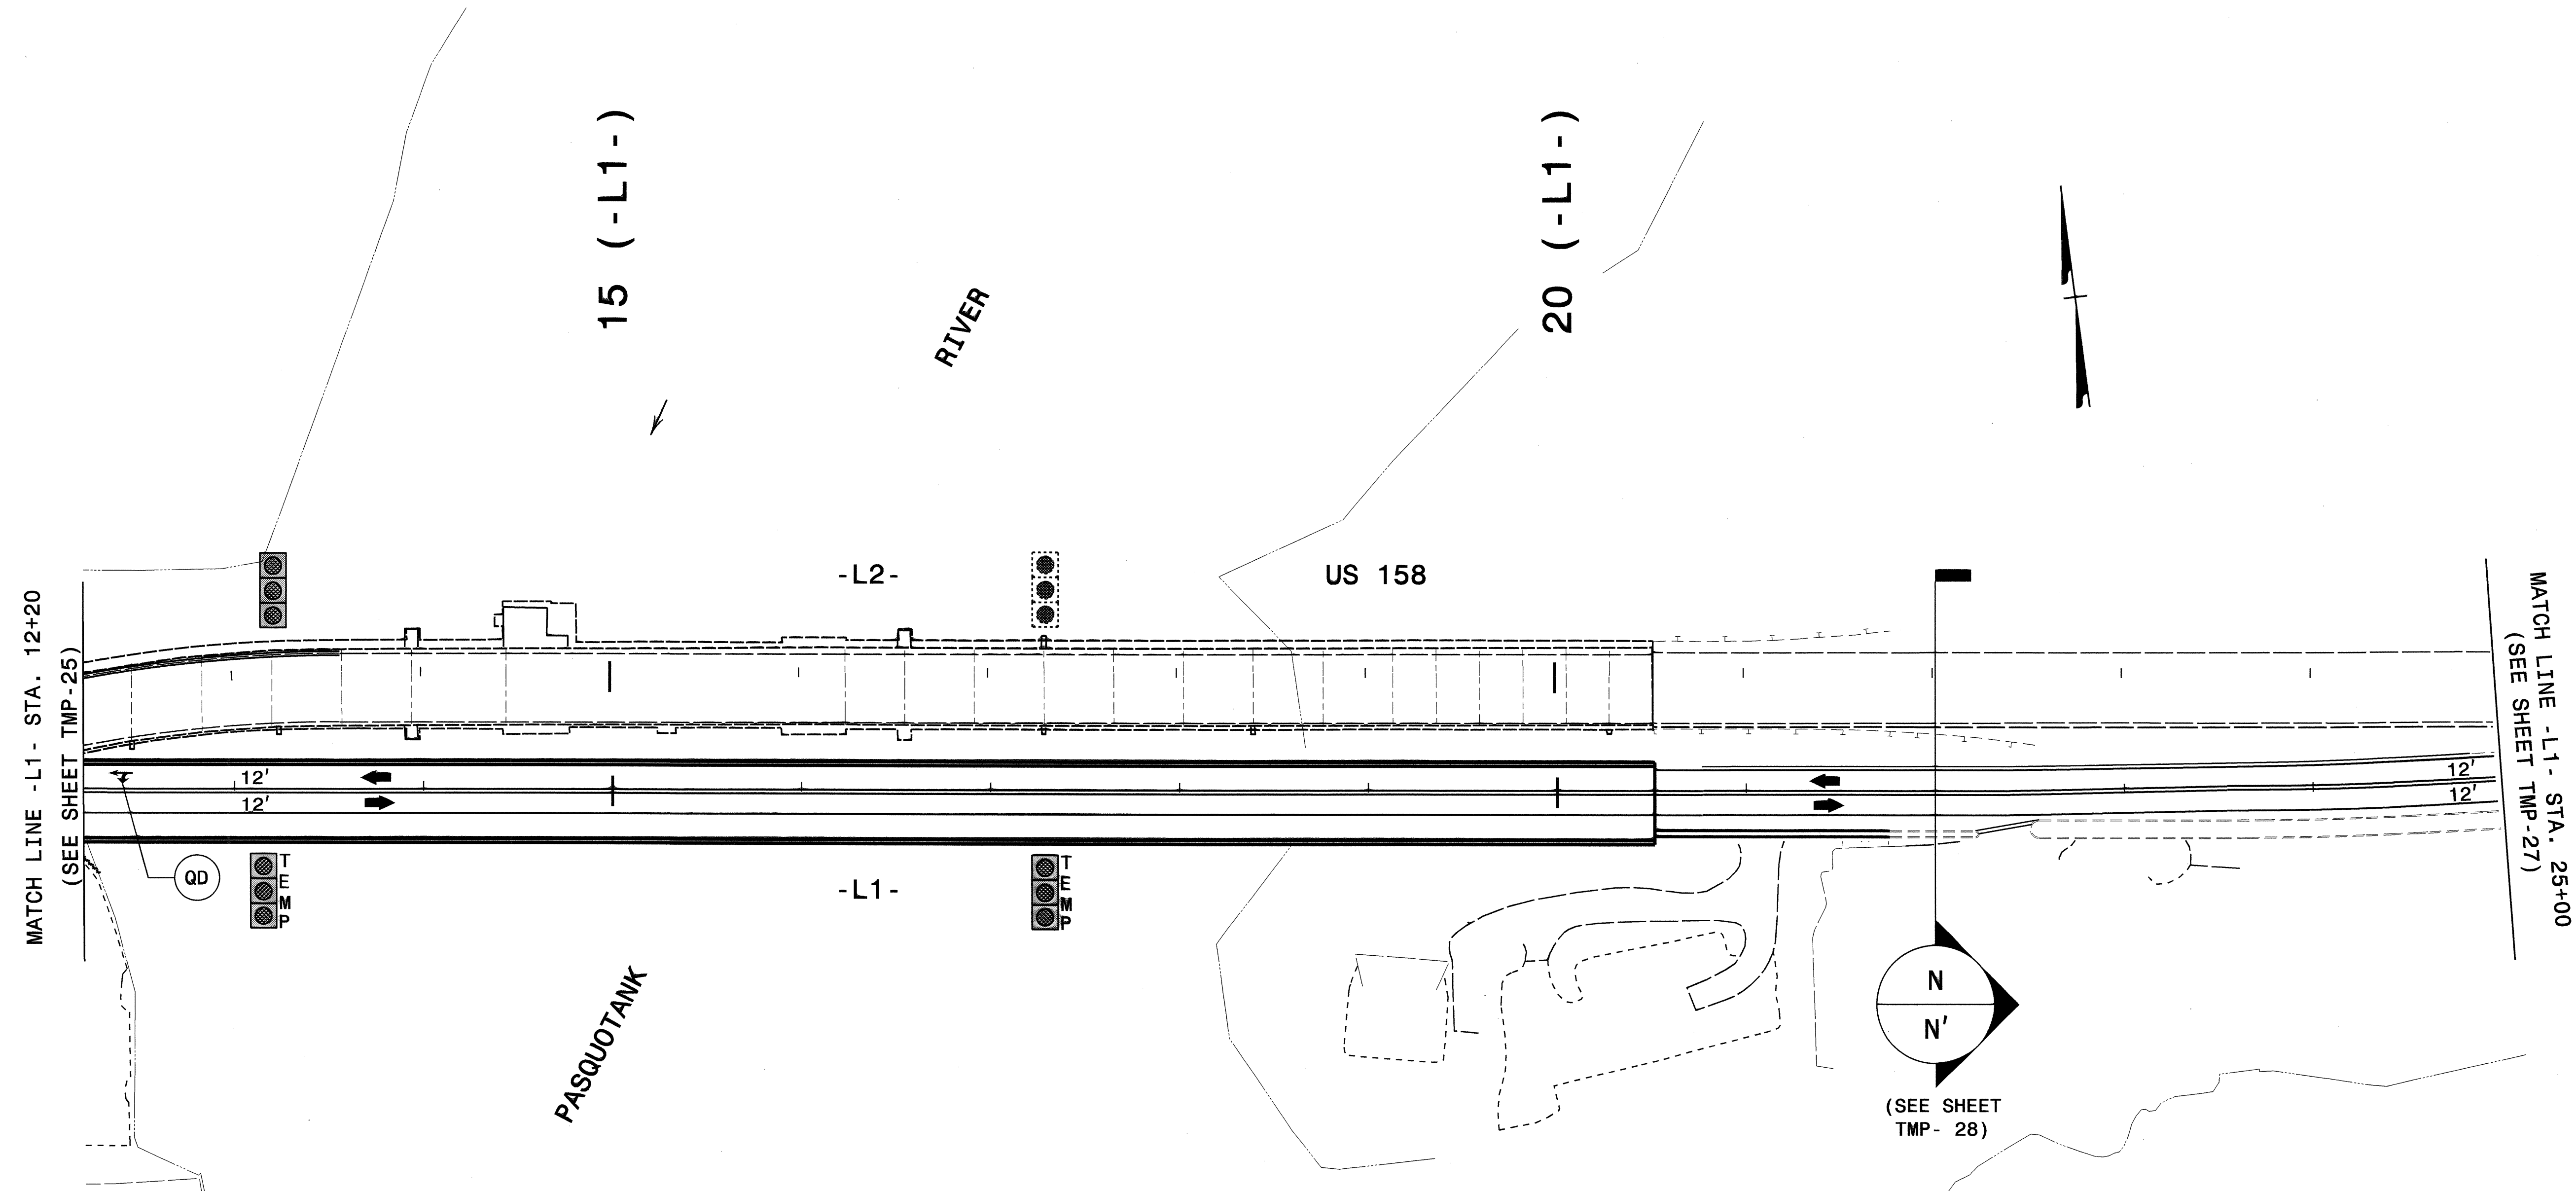 15 (-L1-)
20 (-L1-)
RIVER
-L2-
US 158
MATCH LINE -L1- STA. 12+20
(SEE SHEET TMP-25)
MATCH LINE -L1- STA. 25+00
(SEE SHEET TMP-27)
12'
12'
12'
12'
QD
TEMP
-L1-
TEMP
PASQUOTANK
N
N'
(SEE SHEET
TMP- 28)